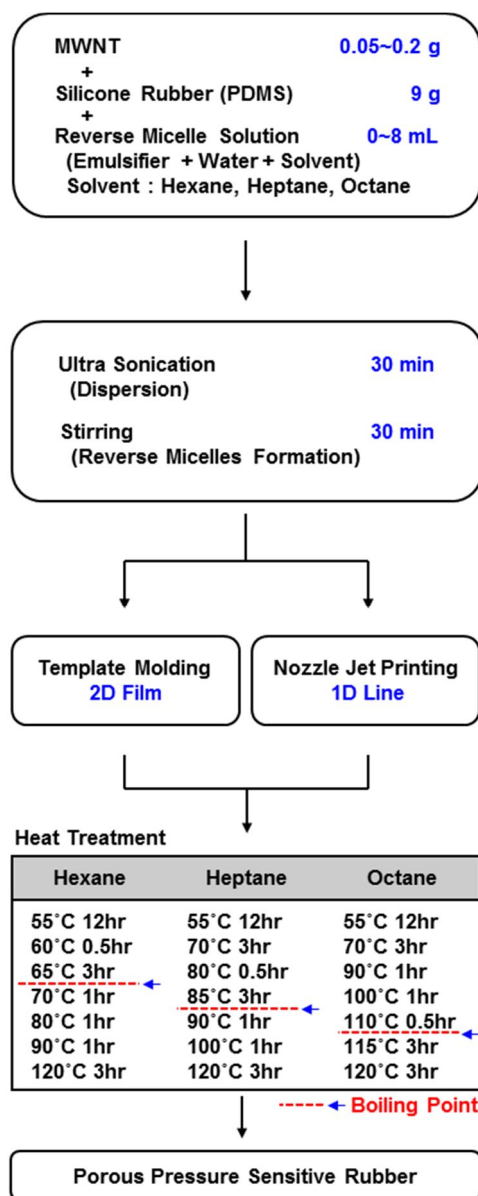 MWNT 0.05~0.2 g
+
Silicone Rubber (PDMS) 9 g
+
Reverse Micelle Solution 0~8 mL
(Emulsifier + Water + Solvent)
Solvent : Hexane, Heptane, Octane
Ultra Sonication 30 min
(Dispersion)
Stirring 30 min
(Reverse Micelles Formation)
Template Molding
2D Film
Nozzle Jet Printing
1D Line
Heat Treatment
Hexane Heptane Octane
55˚C 12hr 55˚C 12hr 55˚C 12hr
60˚C 0.5hr 70˚C 3hr 70˚C 3hr
65˚C 3hr 80˚C 0.5hr 90˚C 1hr
70˚C 1hr 85˚C 3hr 100˚C 1hr
80˚C 1hr 90˚C 1hr 110˚C 0.5hr
90˚C 1hr 100˚C 1hr 115˚C 3hr
120˚C 3hr 120˚C 3hr 120˚C 3hr
Boiling Point
Porous Pressure Sensitive Rubber